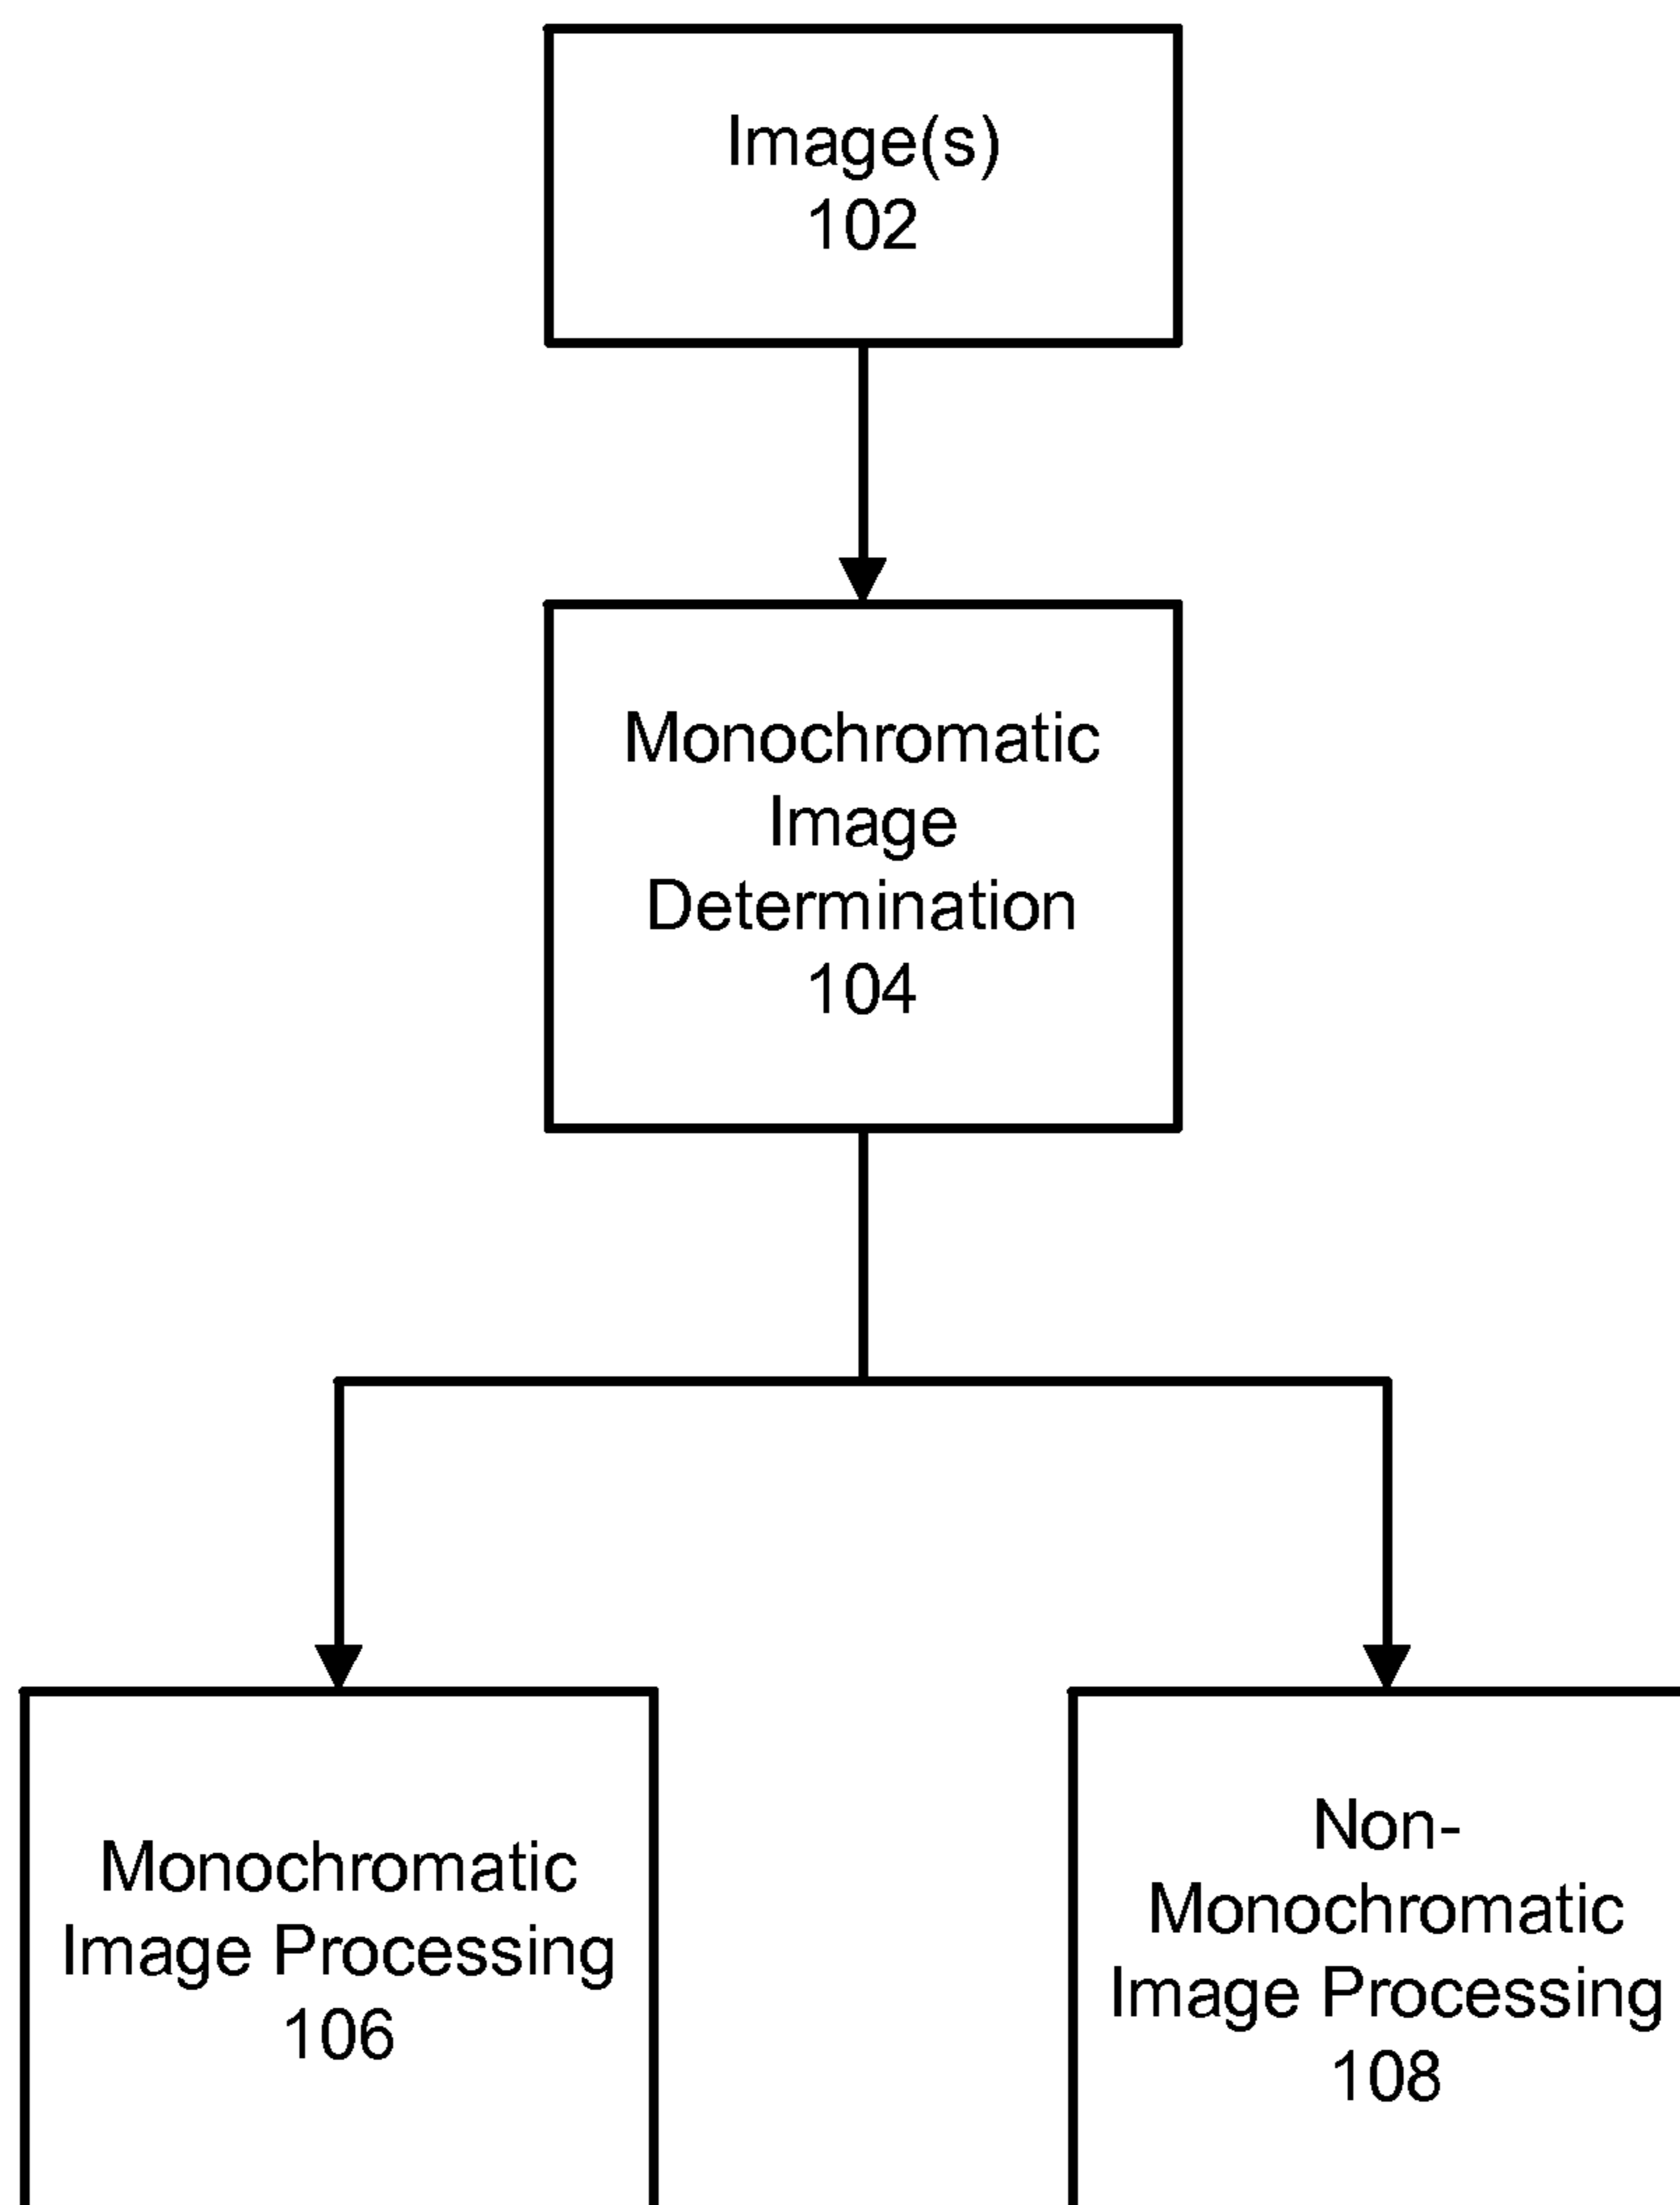 Image(s)
102
Monochromatic
Image
Determination
104
Monochromatic
Image Processing
106
Non-
Monochromatic
Image Processing
108